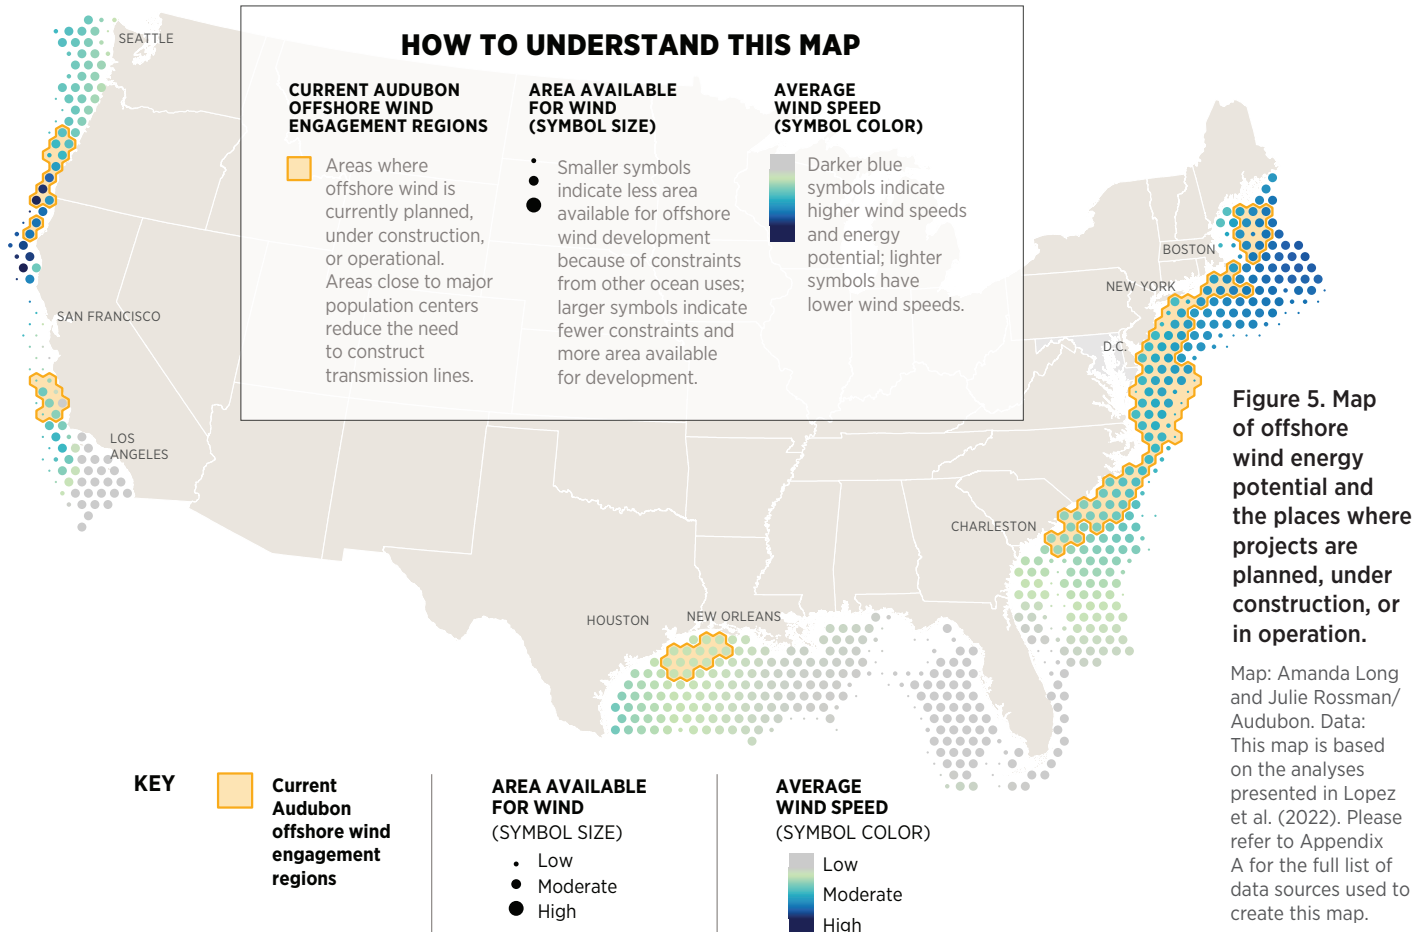 HOW TO UNDERSTAND THIS MAP
CURRENT AUDUBON
OFFSHORE WIND
ENGAGEMENT REGIONS
Areas where
offshore wind is
currently planned,
under construction,
or operational.
Areas close to major
population centers
reduce the need
to construct
transmission lines.
AREA AVAILABLE
FOR WIND
(SYMBOL SIZE)
Smaller symbols
indicate less area
available for offshore
wind development
because of constraints
from other ocean uses;
larger symbols indicate
fewer constraints and
more area available
for development.
AVERAGE
WIND SPEED
(SYMBOL COLOR)
Darker blue
symbols indicate
higher wind speeds
and energy
potential; lighter
symbols have
lower wind speeds.
SEATTLE
SAN FRANCISCO
LOS
ANGELES
HOUSTON
NEW ORLEANS
CHARLESTON
D.C.
NEW YORK
BOSTON
Figure 5. Map
of offshore
wind energy
potential and
the places where
projects are
planned, under
construction, or
in operation.
Map: Amanda Long
and Julie Rossman/
Audubon. Data:
This map is based
on the analyses
presented in Lopez
et al. (2022). Please
refer to Appendix
A for the full list of
data sources used to
create this map.
KEY
Current
Audubon
offshore wind
engagement
regions
AREA AVAILABLE
FOR WIND
(SYMBOL SIZE)
Low
Moderate
High
AVERAGE
WIND SPEED
(SYMBOL COLOR)
Low
Moderate
High